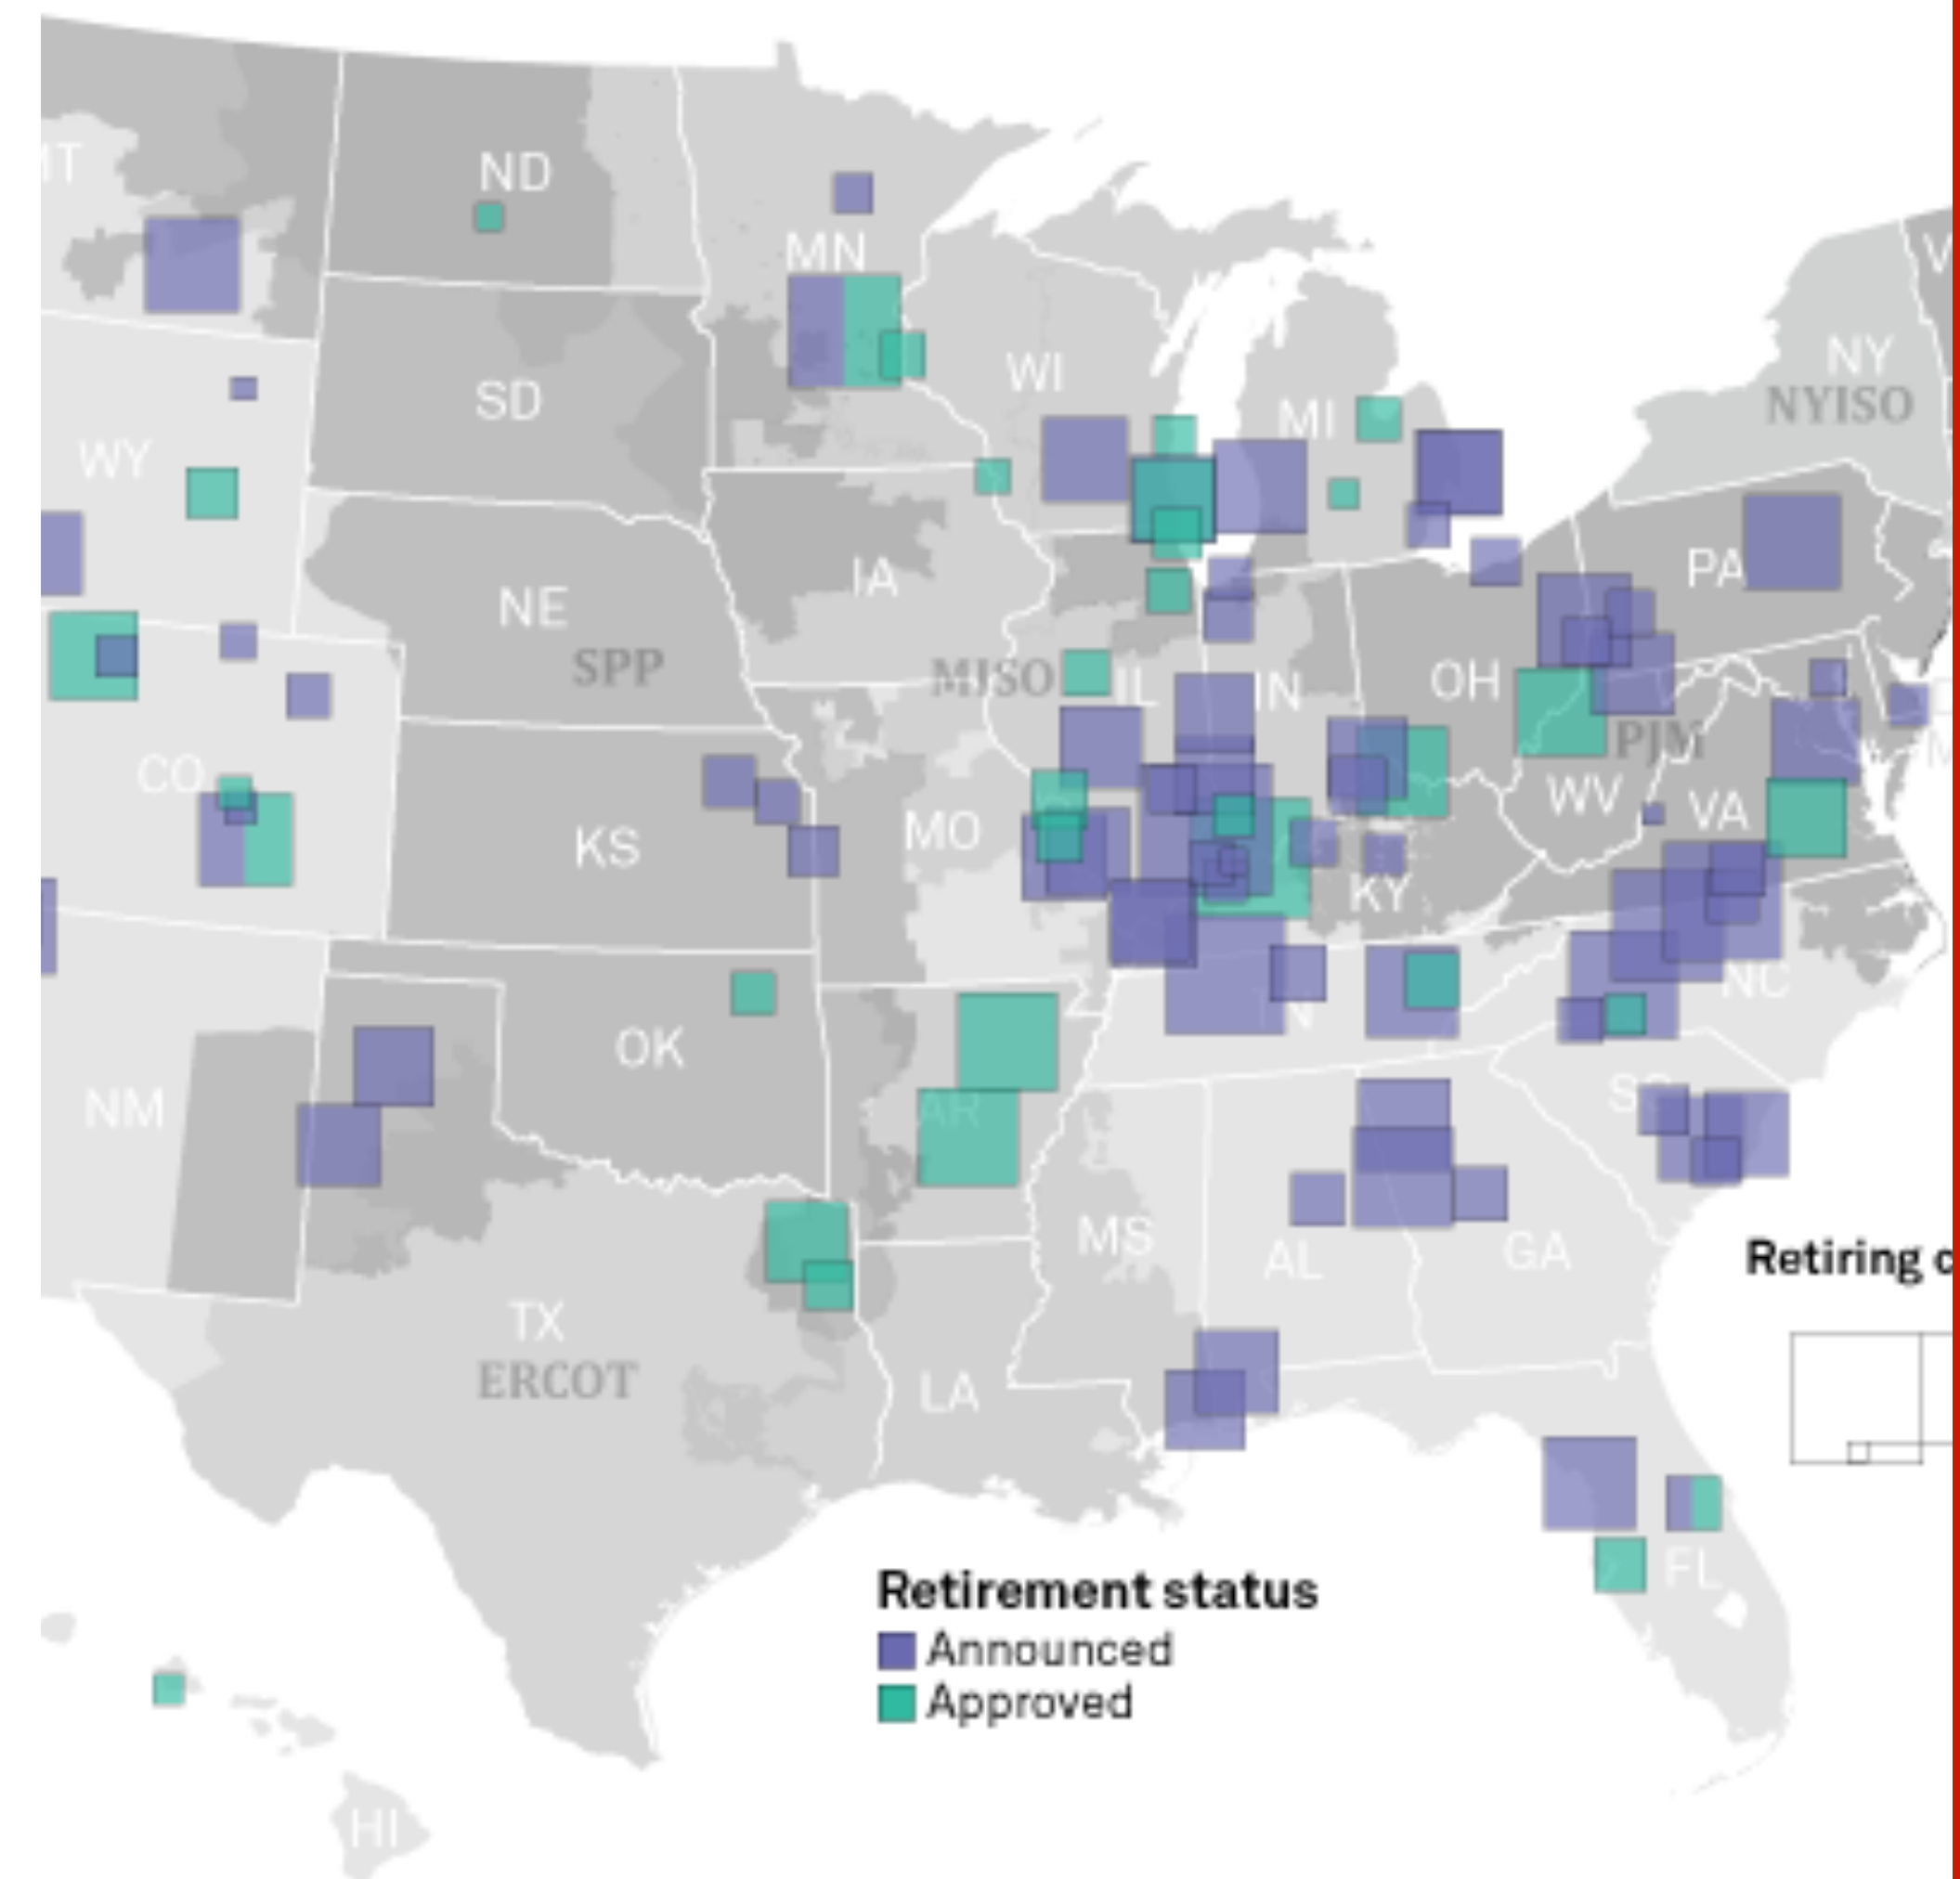 ND
MN
WI
MI
NY
NYISO
SD
WY
IA
PA
NE
SPP
MISO
IL
IN
OH
PJM
CO
WV
VA
KS
MO
KY
NC
OK
NM
AR
MS
AL
GA
Retiring
TX
ERCOT
LA
FL
Retirement status
Announced
Approved
HI